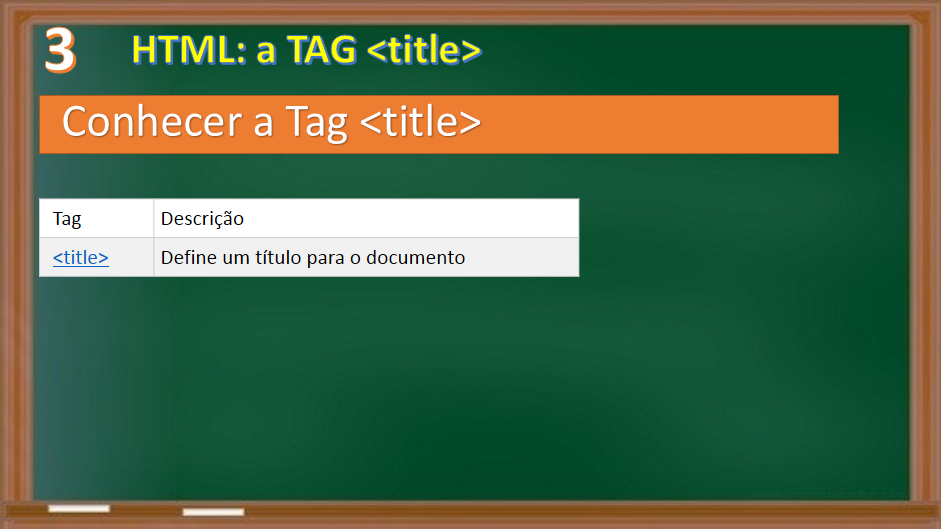 3 HTML: a TAG <title>
Conhecer a Tag <title>
Tag Descrição
<title> Define um título para o documento